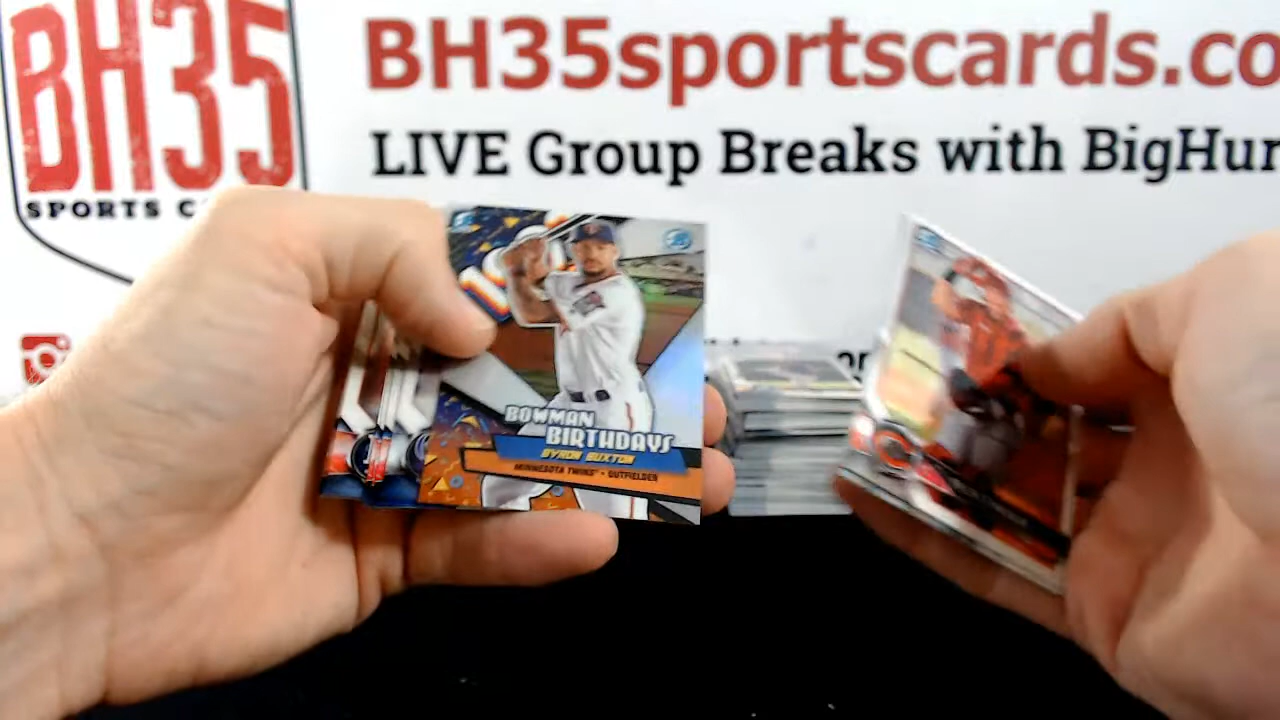 BH35
SPORTS C
BH35sportscards.co
LIVE Group Breaks with BigHur
BOWMAN
BIRTHDAYS
BYRON BUXTON
MINNESOTA TWINS • OUTFIELDER